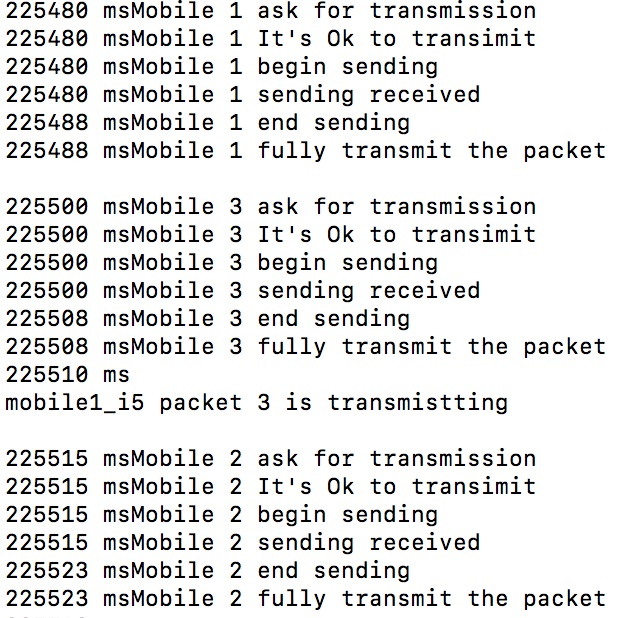 225480 msMobile 1 ask for transmission
225480 msMobile 1 It's Ok to transimit
225480 msMobile 1 begin sending
225480 msMobile 1 sending received
225488 msMobile 1 end sending
225488 msMobile 1 fully transmit the packet
225500 msMobile 3 ask for transmission
225500 msMobile 3 It's Ok to transimit
225500 msMobile 3 begin sending
225500 msMobile 3 sending received
225508 msMobile 3 end sending
225508 msMobile 3 fully transmit the packet
225510 ms
mobile1_i5 packet 3 is transmistting
225515 msMobile 2 ask for transmission
225515 msMobile 2 It's Ok to transimit
225515 msMobile 2 begin sending
225515 msMobile 2 sending received
225523 msMobile 2 end sending
225523 msMobile 2 fully transmit the packet